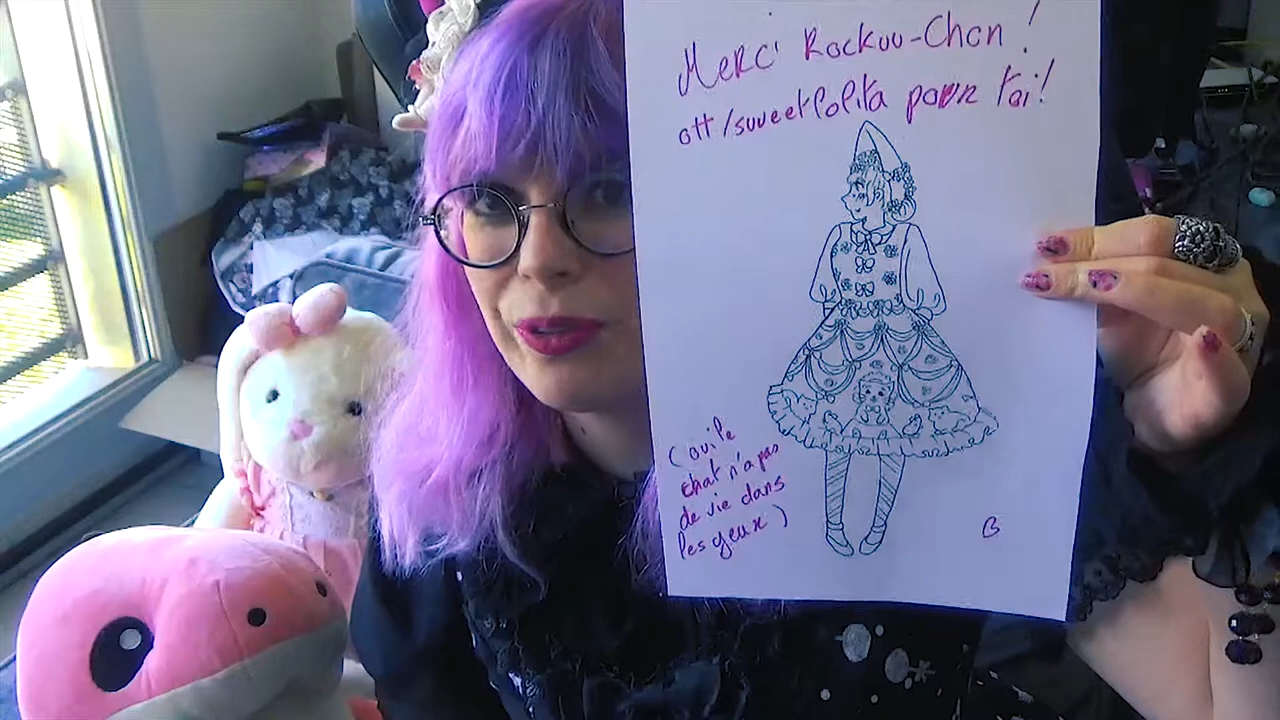 Merci Rockuu-Chan !
ott/sweetlolita pour toi!
(oui le
chat n'a pas
de vie dans
les yeux)